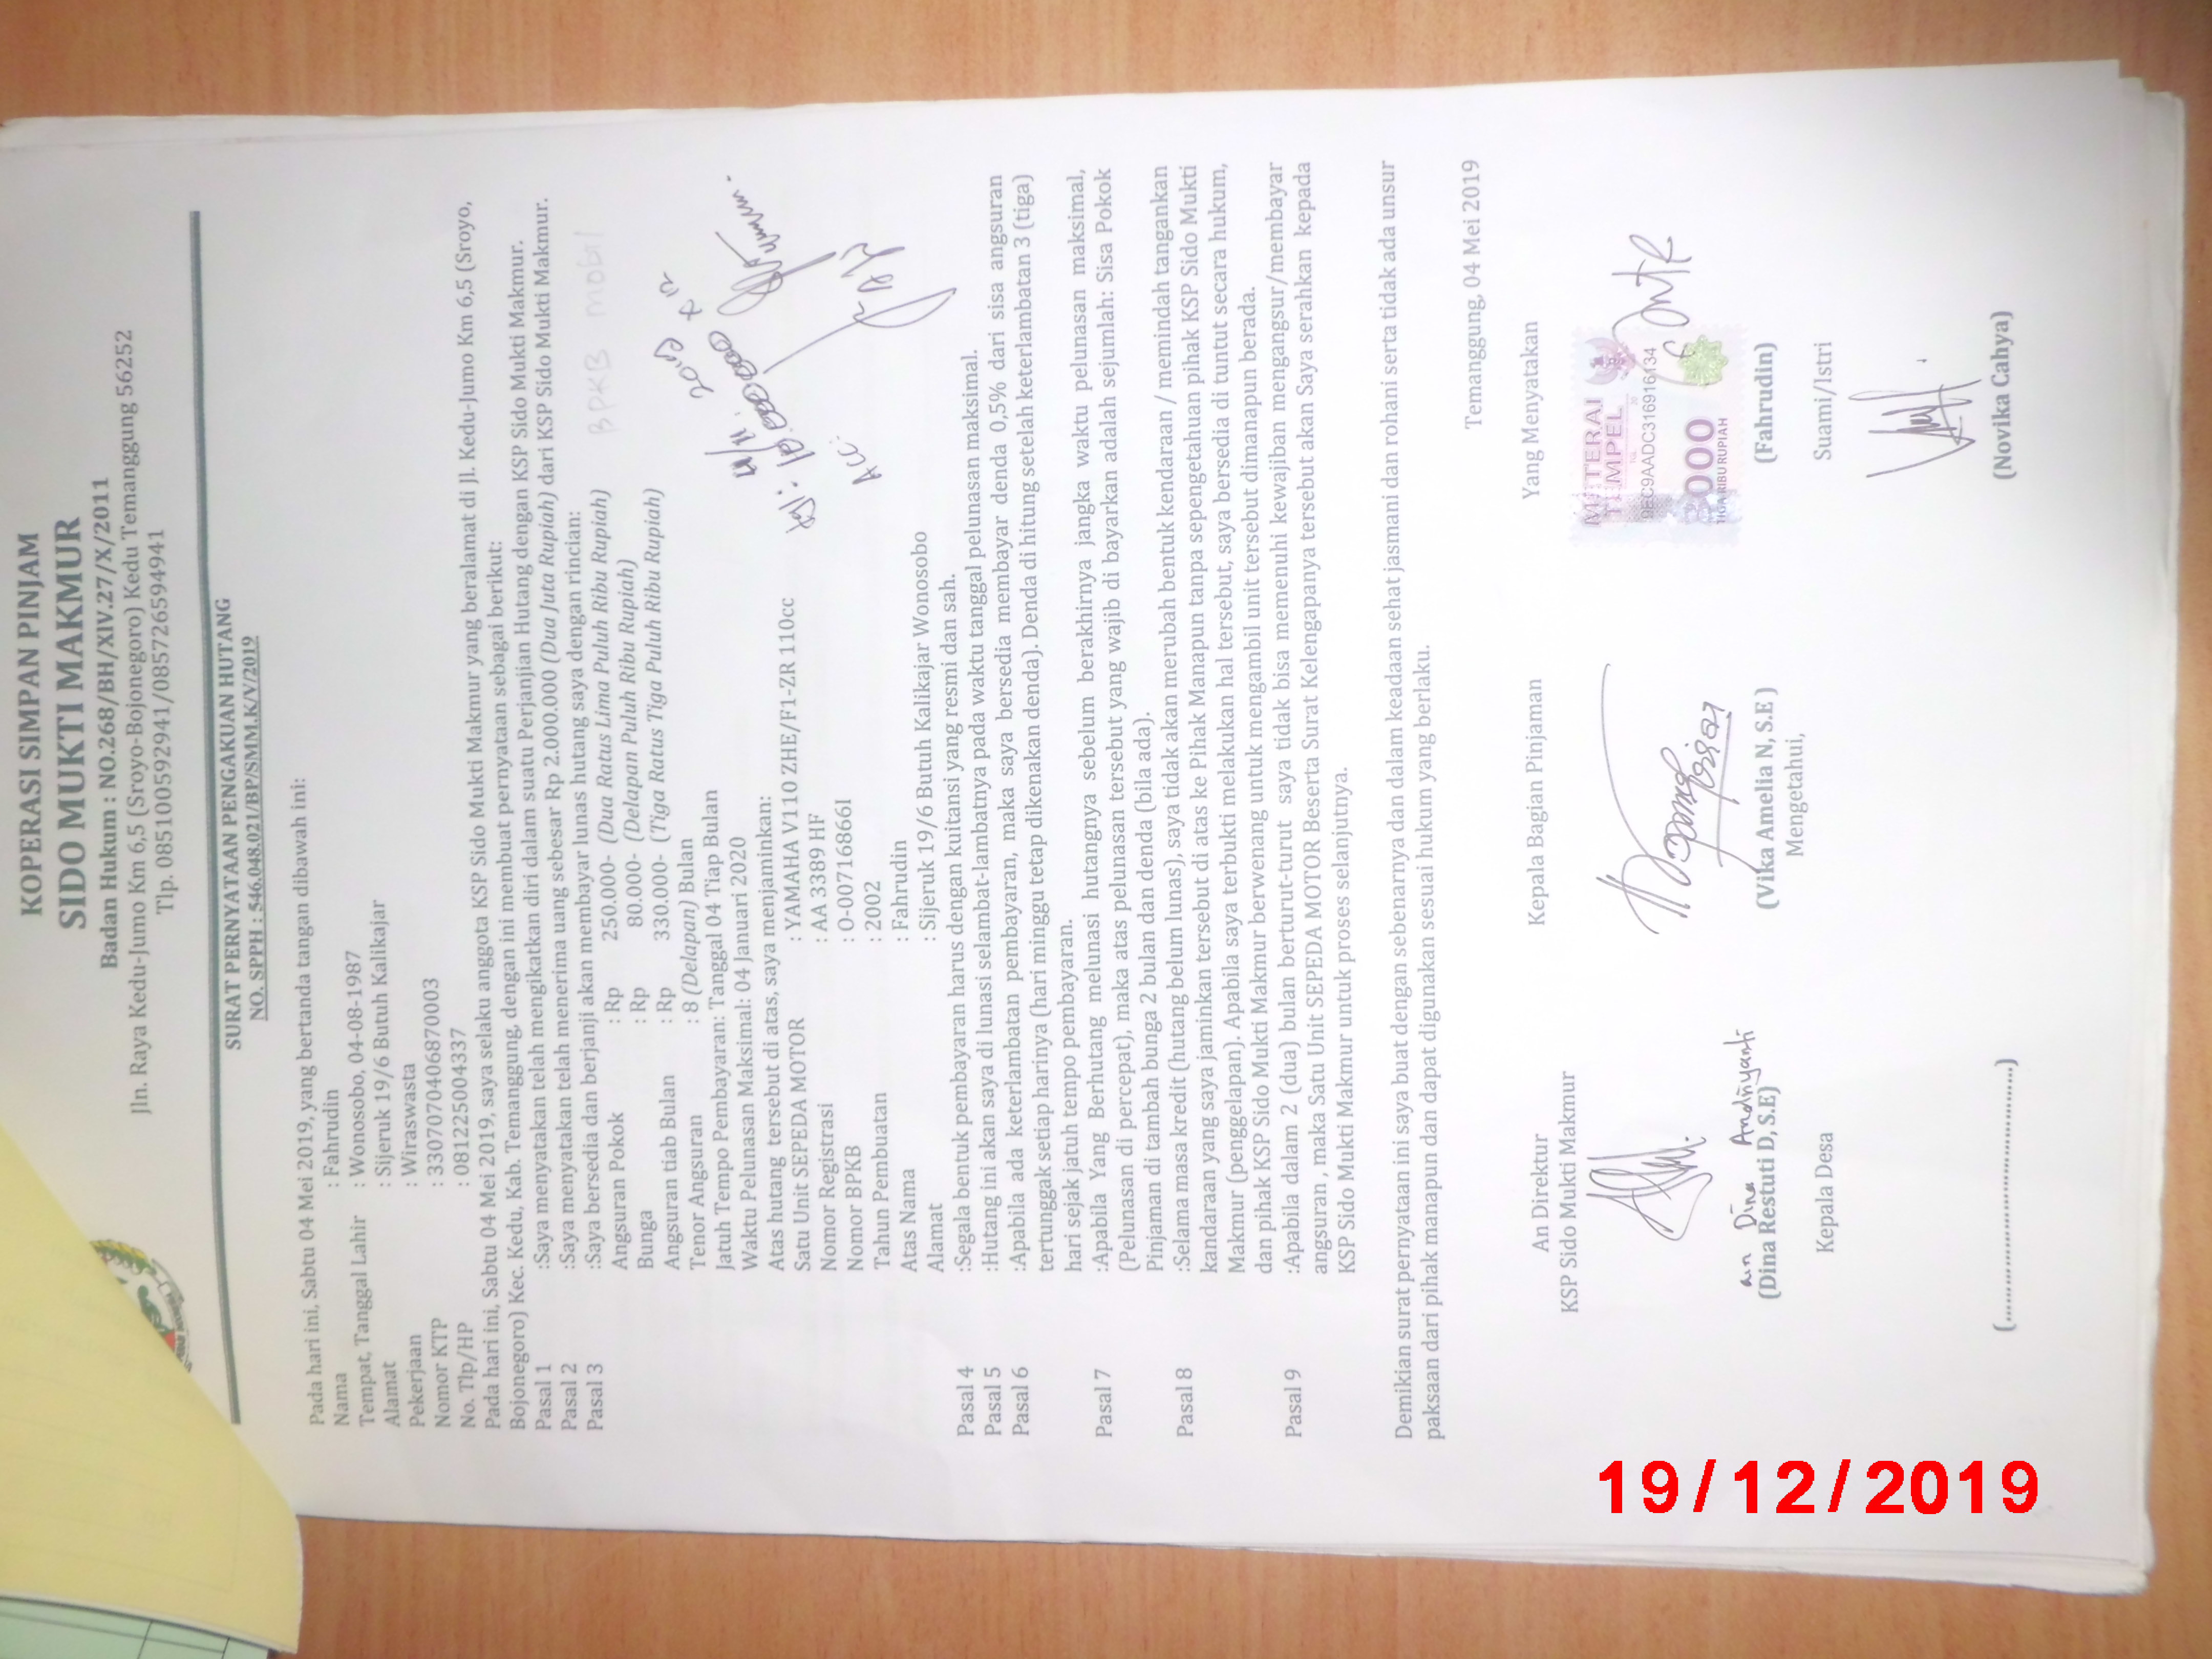 KOPERASI SIMPAN PINJAM
SIDO MUKTI MAKMUR
Badan Hukum : NO.268/BH/XIV.27/X/2011
Jln. Raya Kedu-Jumo Km 6,5 (Sroyo-Bojonegoro) Kedu Temanggung 56252
Tlp. 085100592941/085726594941
SURAT PERNYATAAN PENGAKUAN HUTANG
NO. SPPH : 546.048.021/BP/SMM.K/V/2019
Pada hari ini, Sabtu 04 Mei 2019, yang bertanda tangan dibawah ini:
Nama : Fahrudin
Tempat, Tanggal Lahir : Wonosobo, 04-08-1987
Alamat : Sijeruk 19/6 Butuh Kalikajar
Pekerjaan : Wiraswasta
Nomor KTP : 3307070406870003
No. Tlp/HP : 081225004337
Pada hari ini, Sabtu 04 Mei 2019, saya selaku anggota KSP Sido Mukti Makmur yang beralamat di Jl. Kedu-Jumo Km 6,5 (Sroyo,
Bojonegoro) Kec. Kedu, Kab. Temanggung, dengan ini membuat pernyataan sebagai berikut:
Pasal 1 :Saya menyatakan telah mengikatkan diri dalam suatu Perjanjian Hutang dengan KSP Sido Mukti Makmur.
Pasal 2 :Saya menyatakan telah menerima uang sebesar Rp 2.000.000 (Dua Juta Rupiah) dari KSP Sido Mukti Makmur.
Pasal 3 :Saya bersedia dan berjanji akan membayar lunas hutang saya dengan rincian:
BPKB
Angsuran Pokok : Rp 250.000- (Dua Ratus Lima Puluh Ribu Rupiah)
Bunga : Rp 80.000- (Delapan Puluh Ribu Rupiah)
Angsuran tiab Bulan : Rp 330.000- (Tiga Ratus Tiga Puluh Ribu Rupiah)
Tenor Angsuran : 8 (Delapan) Bulan
Jatuh Tempo Pembayaran: Tanggal 04 Tiap Bulan
Waktu Pelunasan Maksimal: 04 Januari 2020
Atas hutang tersebut di atas, saya menjaminkan:
Satu Unit SEPEDA MOTOR : YAMAHA V110 ZHE/F1-ZR 110cc
Nomor Registrasi : AA 3389 HF
Nomor BPKB : O-00716866I
Acc:
Tahun Pembuatan : 2002
Atas Nama : Fahrudin
Alamat : Sijeruk 19/6 Butuh Kalikajar Wonosobo
Pasal 4 :Segala bentuk pembayaran harus dengan kuitansi yang resmi dan sah.
Pasal 5 :Hutang ini akan saya di lunasi selambat-lambatnya pada waktu tanggal pelunasan maksimal.
Pasal 6 :Apabila ada keterlambatan pembayaran, maka saya bersedia membayar denda 0,5% dari sisa angsuran
tertunggak setiap harinya (hari minggu tetap dikenakan denda). Denda di hitung setelah keterlambatan 3 (tiga)
hari sejak jatuh tempo pembayaran.
Pasal 7 :Apabila Yang Berhutang melunasi hutangnya sebelum berakhirnya jangka waktu pelunasan maksimal,
(Pelunasan di percepat), maka atas pelunasan tersebut yang wajib di bayarkan adalah sejumlah: Sisa Pokok
Pinjaman di tambah bunga 2 bulan dan denda (bila ada).
Pasal 8 :Selama masa kredit (hutang belum lunas), saya tidak akan merubah bentuk kendaraan / memindah tangankan
kandaraan yang saya jaminkan tersebut di atas ke Pihak Manapun tanpa sepengetahuan pihak KSP Sido Mukti
Makmur (penggelapan). Apabila saya terbukti melakukan hal tersebut, saya bersedia di tuntut secara hukum,
dan pihak KSP Sido Mukti Makmur berwenang untuk mengambil unit tersebut dimanapun berada.
Pasal 9 :Apabila dalam 2 (dua) bulan berturut-turut saya tidak bisa memenuhi kewajiban mengangsur/membayar
angsuran , maka Satu Unit SEPEDA MOTOR Beserta Surat Kelengapanya tersebut akan Saya serahkan kepada
KSP Sido Mukti Makmur untuk proses selanjutnya.
Demikian surat pernyataan ini saya buat dengan sebenarnya dan dalam keadaan sehat jasmani dan rohani serta tidak ada unsur
paksaan dari pihak manapun dan dapat digunakan sesuai hukum yang berlaku.
Temanggung, 04 Mei 2019
An Direktur Kepala Bagian Pinjaman Yang Menyatakan
KSP Sido Mukti Makmur
METERAI
TEMPEL
DEC9AADC316916134
3000
TIGA RIBU RUPIAH
an Dina Andriyanti
(Dina Restuti D, S.E) (Vika Amelia N, S.E ) (Fahrudin)
Mengetahui,
Kepala Desa Suami/Istri
(............................................) (Novika Cahya)
19/12/2019